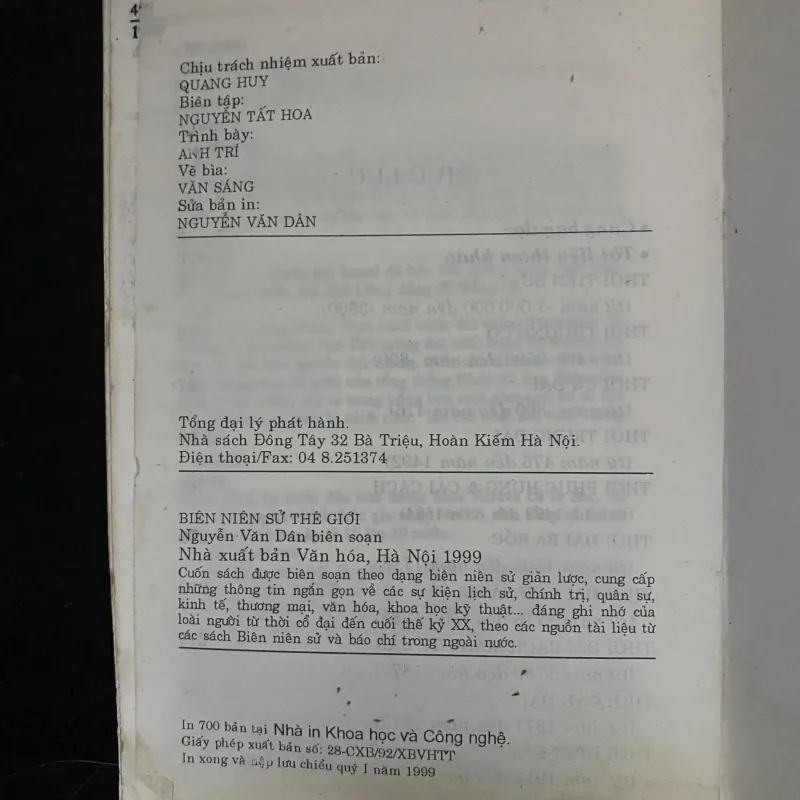 4
1
Chịu trách nhiệm xuất bản:
QUANG HUY
Biên tập:
NGUYỄN TẤT HOA
Trình bày:
ANH TRÍ
Vẽ bìa:
VĂN SÁNG
Sửa bản in:
NGUYỄN VĂN DÂN
Tổng đại lý phát hành.
Nhà sách Đông Tây 32 Bà Triệu, Hoàn Kiếm Hà Nội.
Điện thoại/Fax: 04 8.251374
BIÊN NIÊN SỬ THẾ GIỚI
Nguyễn Văn Dân biên soạn
Nhà xuất bản Văn hóa, Hà Nội 1999
Cuốn sách được biên soạn theo dạng biên niên sử giản lược, cung cấp
những thông tin ngắn gọn về các sự kiện lịch sử, chính trị, quân sự,
kinh tế, thương mại, văn hóa, khoa học kỹ thuật... đáng ghi nhớ của
loài người từ thời cổ đại đến cuối thế kỷ XX, theo các nguồn tài liệu từ
các sách Biên niên sử và báo chí trong ngoài nước.
In 700 bản tại Nhà in Khoa học và Công nghệ.
Giấy phép xuất bản số: 28-CXB/92/XBVHTT
In xong và nộp lưu chiểu quý I năm 1999